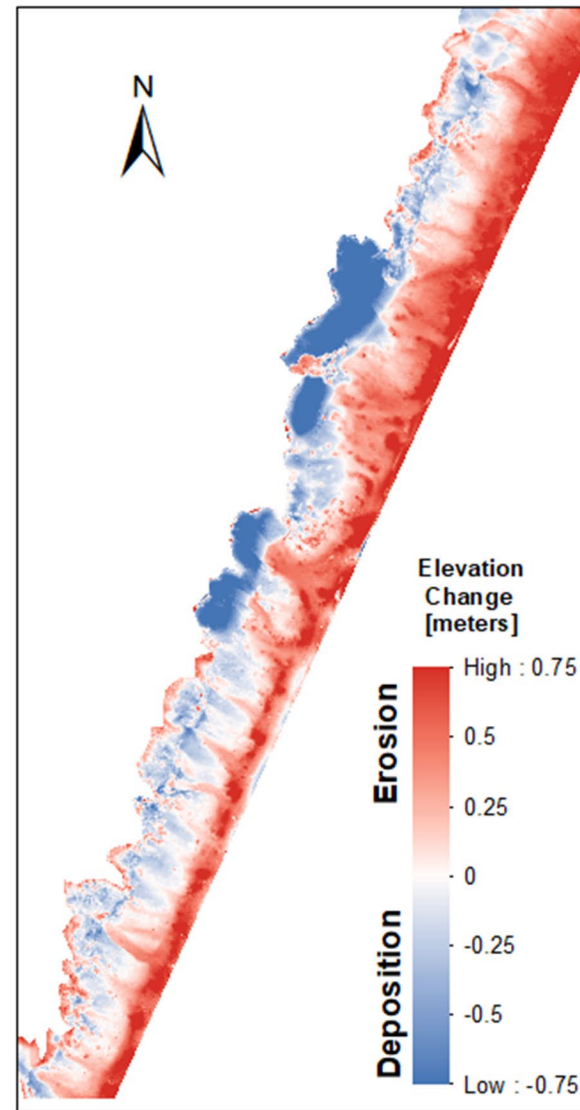 N
Elevation
Change
[meters]
High : 0.75
0.5
0.25
0
-0.25
-0.5
Low : -0.75
Erosion
Deposition